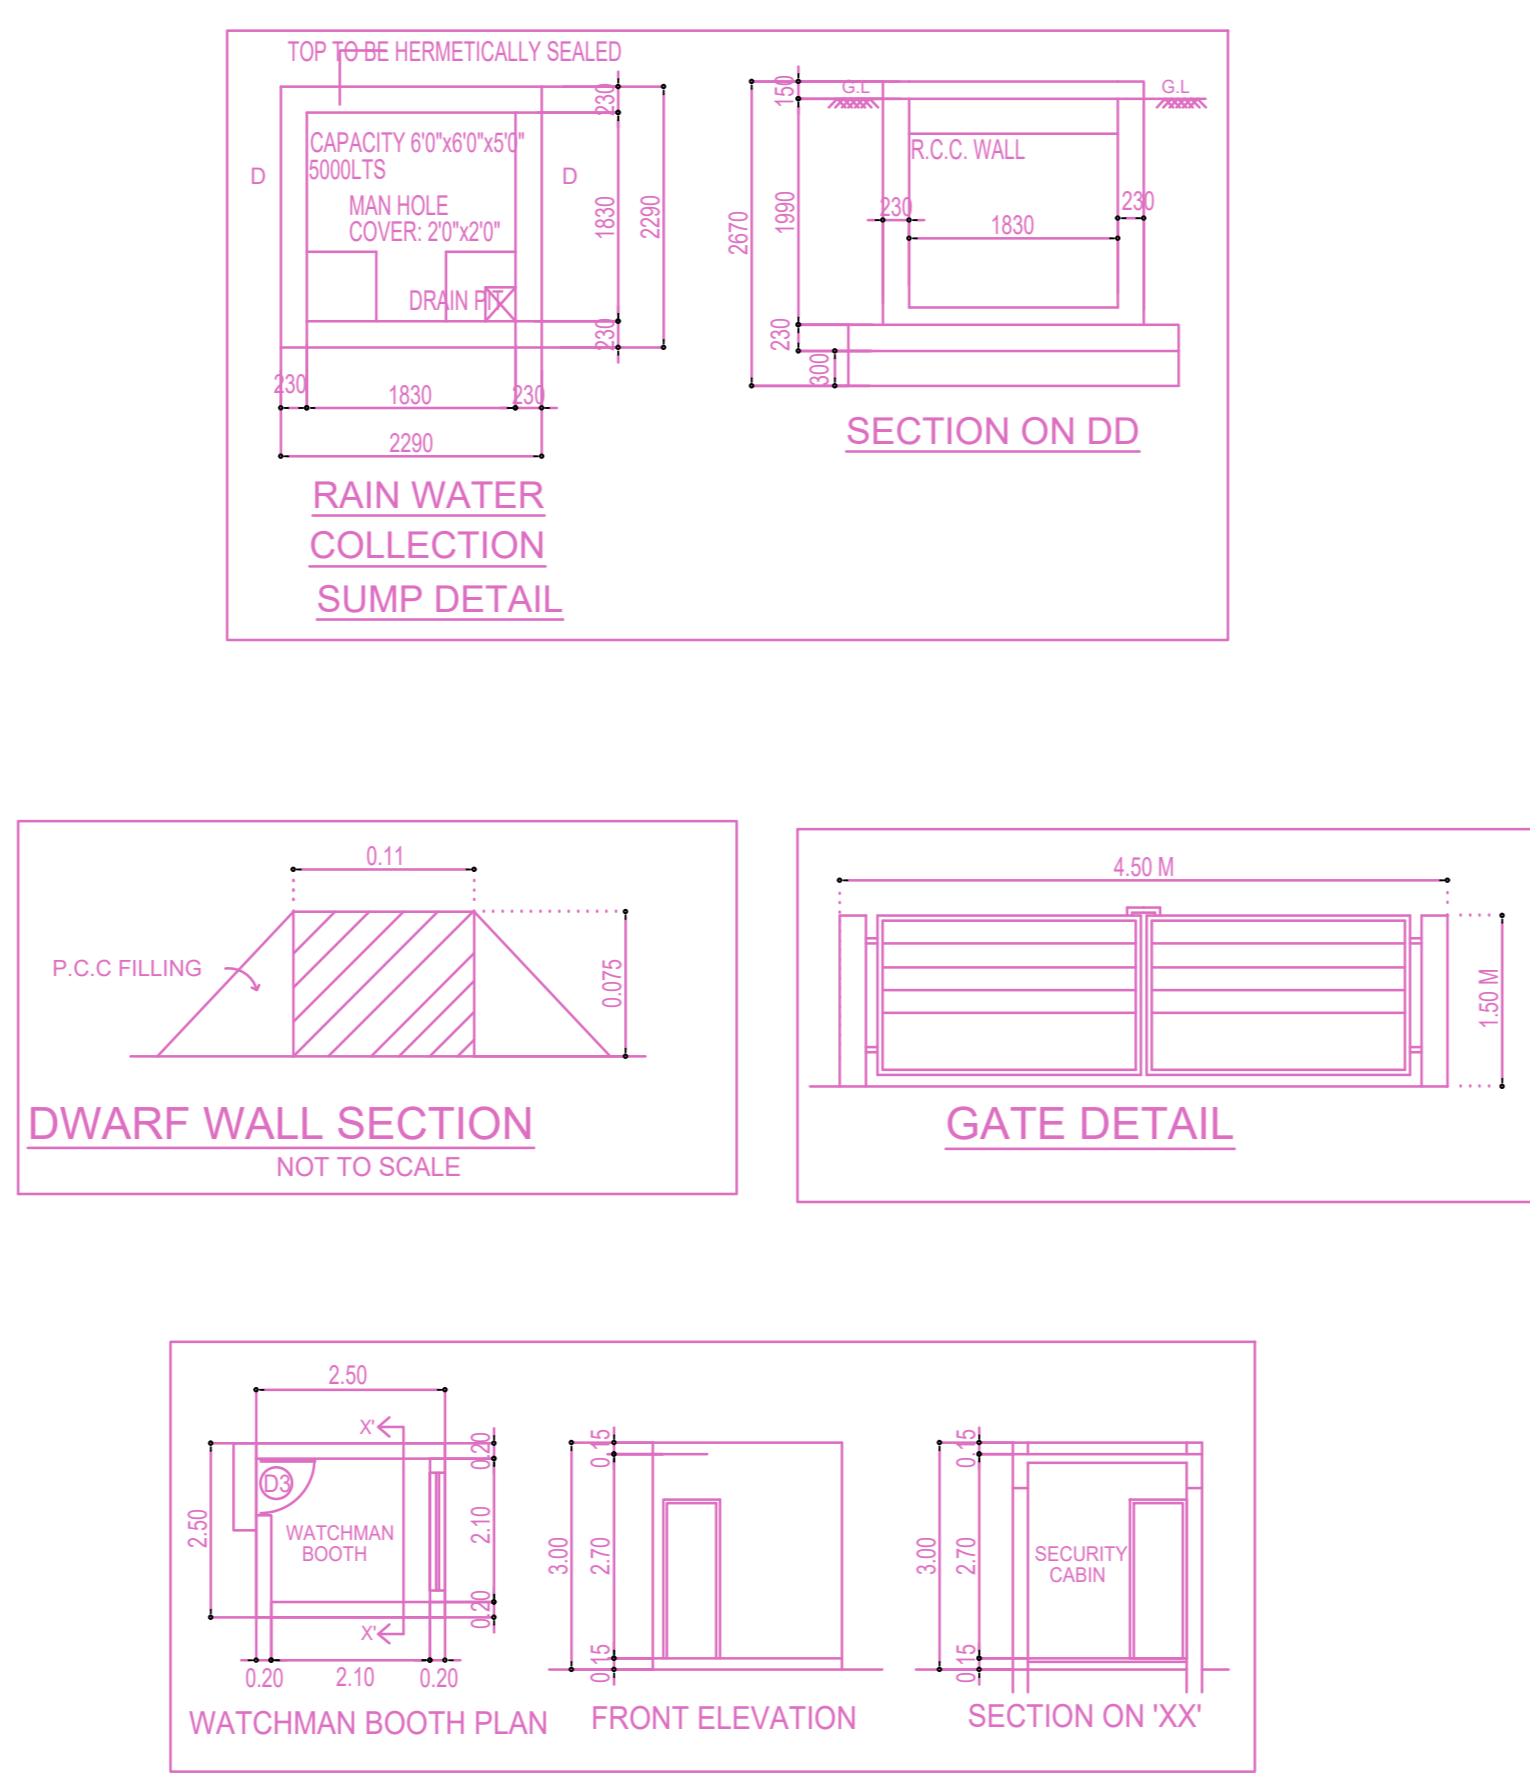 TOP TO BE HERMETICALLY SEALED
CAPACITY 6'0"x6'0"x5'0"
5000LTS
D
D
MAN HOLE
COVER: 2'0"x2'0"
DRAIN PIT
230
1830
2290
230
230
1830
230
2290
RAIN WATER
COLLECTION
SUMP DETAIL
150
G.L
G.L
R.C.C. WALL
2670
1990
230
1830
230
230
300
SECTION ON DD
0.11
P.C.C FILLING
0.075
DWARF WALL SECTION
NOT TO SCALE
4.50 M
1.50 M
GATE DETAIL
2.50
X'
0.20
D3
2.50
WATCHMAN
BOOTH
2.10
0.20
X'
0.20
2.10
0.20
WATCHMAN BOOTH PLAN
0.15
3.00
2.70
0.15
FRONT ELEVATION
0.15
3.00
2.70
SECURITY
CABIN
0.15
SECTION ON 'XX'